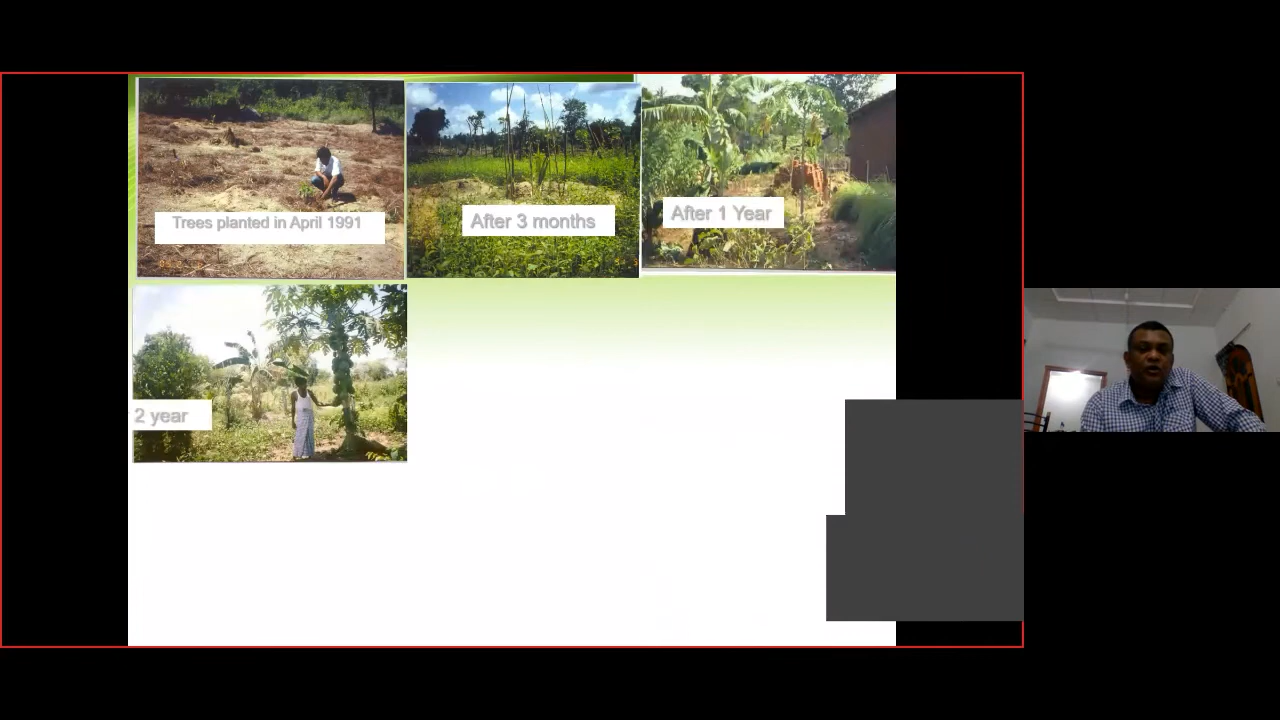 Trees planted in April 1991
After 3 months
After 1 Year
2 year